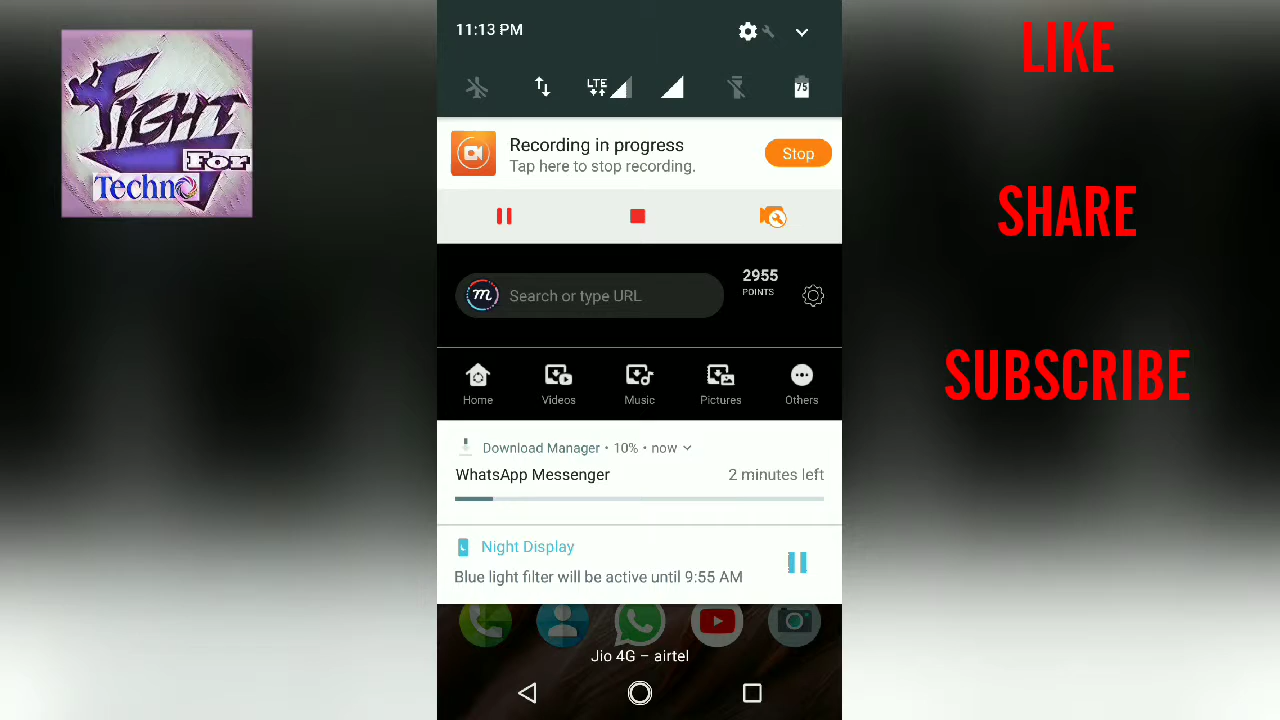 FIGHT
For
Techno
11:13 PM
LTE
75
Recording in progress
Tap here to stop recording.
Stop
m
Search or type URL
2955
POINTS
Home
Videos
Music
Pictures
Others
Download Manager • 10% • now
WhatsApp Messenger
2 minutes left
Night Display
Blue light filter will be active until 9:55 AM
Jio 4G – airtel
LIKE
SHARE
SUBSCRIBE